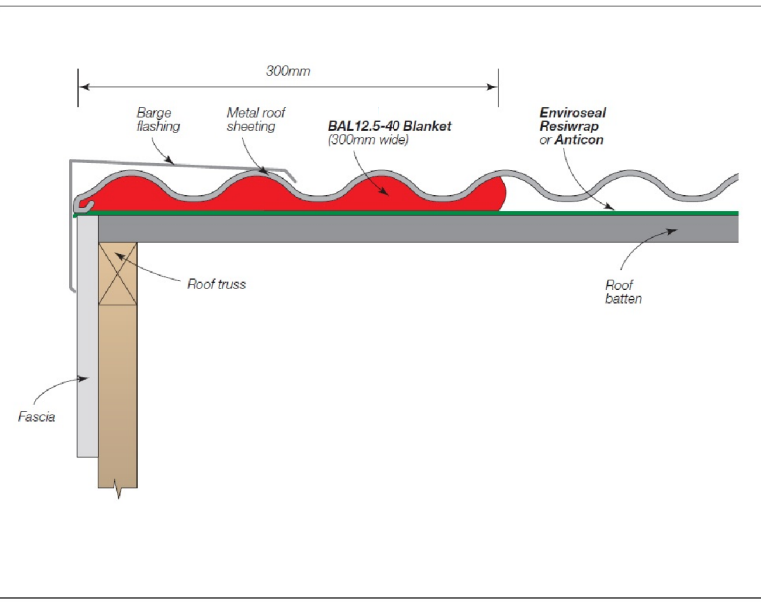 300mm
Barge
flashing
Metal roof
sheeting
BAL12.5-40 Blanket
(300mm wide)
Enviroseal
Resiwrap
or Anticon
Roof truss
Roof
batten
Fascia